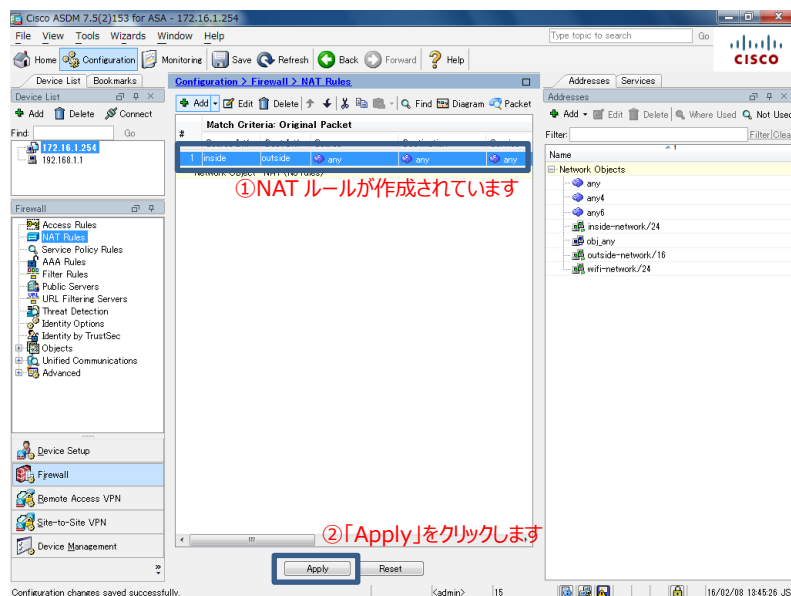 Cisco ASDM 7.5(2)153 for ASA - 172.16.1.254
File View Tools Wizards Window Help
Type topic to search Go
Home Configuration Monitoring Save Refresh Back Forward Help
CISCO
Device List Bookmarks
Configuration > Firewall > NAT Rules
Addresses Services
Device List
Addresses
Add Delete Connect
Add Edit Delete Find Diagram Packet
Add Edit Delete Where Used Not Used
Find: Go
# Match Criteria: Original Packet
Filter: Filter|Clea
172.16.1.254
192.168.1.1
1 inside outside any any any
①NAT ルールが作成されています
Name
Network Objects
any
any4
any6
inside-network/24
obj_any
outside-network/16
wifi-network/24
Firewall
Access Rules
NAT Rules
Service Policy Rules
AAA Rules
Filter Rules
Public Servers
URL Filtering Servers
Threat Detection
Identity Options
Identity by TrustSec
Objects
Unified Communications
Advanced
Device Setup
Firewall
Remote Access VPN
Site-to-Site VPN
Device Management
②「Apply」をクリックします
Apply Reset
Configuration changes saved successfully.
<admin> 15
16/02/08 13:45:26 JS